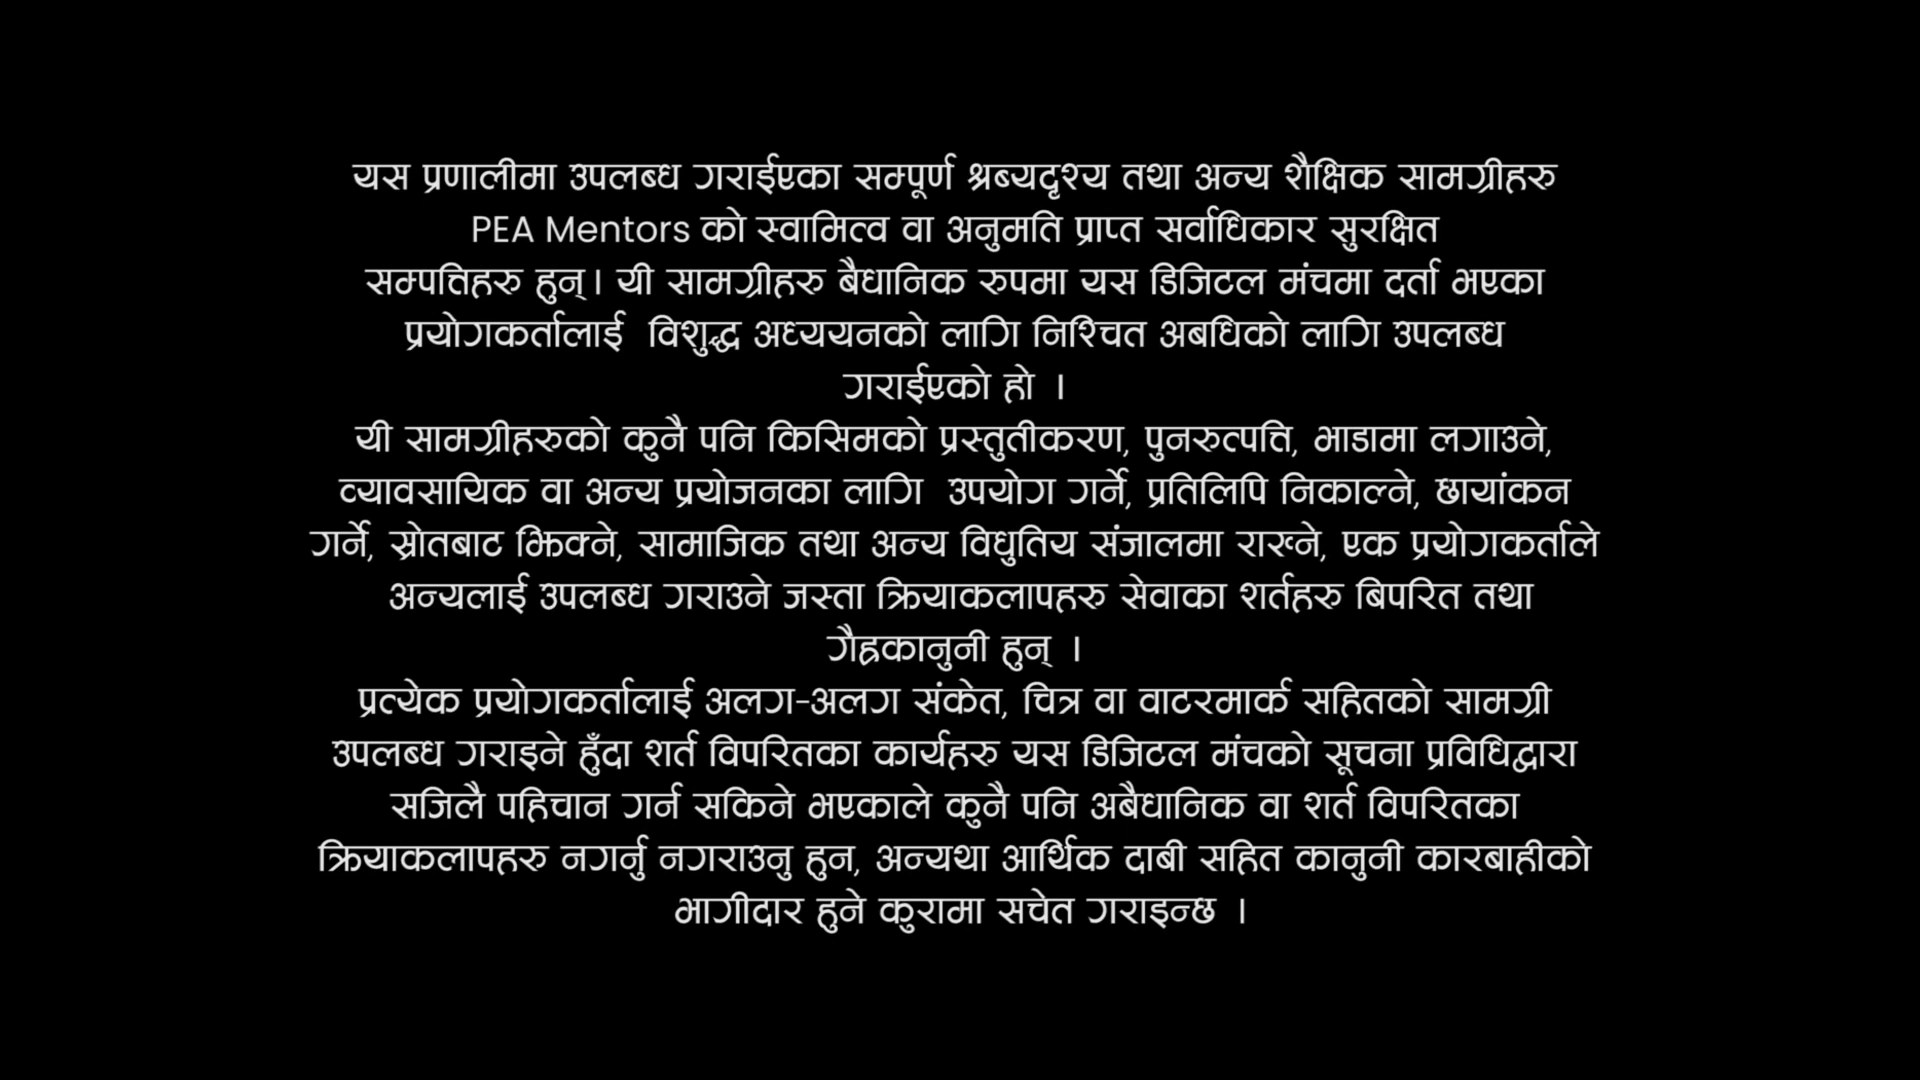 यस प्रणालीमा उपलब्ध गराईएका सम्पूर्ण श्रब्यदृश्य तथा अन्य शैक्षिक सामग्रीहरु
PEA Mentors को स्वामित्व वा अनुमति प्राप्त सर्वाधिकार सुरक्षित
सम्पत्तिहरु हुन् । यी सामग्रीहरु बैधानिक रुपमा यस डिजिटल मंचमा दर्ता भएका
प्रयोगकर्तालाई विशुद्ध अध्ययनको लागि निश्चित अबधिको लागि उपलब्ध
गराईएको हो ।
यी सामग्रीहरुको कुनै पनि किसिमको प्रस्तुतीकरण, पुनरुत्पत्ति, भाडामा लगाउने,
व्यावसायिक वा अन्य प्रयोजनका लागि उपयोग गर्ने, प्रतिलिपि निकाल्ने, छायांकन
गर्ने, स्रोतबाट झिक्ने, सामाजिक तथा अन्य विधुतिय संजालमा राख्ने, एक प्रयोगकर्ताले
अन्यलाई उपलब्ध गराउने जस्ता क्रियाकलापहरु सेवाका शर्तहरु बिपरित तथा
गैह्रकानुनी हुन् ।
प्रत्येक प्रयोगकर्तालाई अलग-अलग संकेत, चित्र वा वाटरमार्क सहितको सामग्री
उपलब्ध गराइने हुँदा शर्त विपरितका कार्यहरु यस डिजिटल मंचको सूचना प्रविधिद्वारा
सजिलै पहिचान गर्न सकिने भएकाले कुनै पनि अबैधानिक वा शर्त विपरितका
क्रियाकलापहरु नगर्नु नगराउनु हुन, अन्यथा आर्थिक दाबी सहित कानुनी कारबाहीको
भागीदार हुने कुरामा सचेत गराइन्छ ।